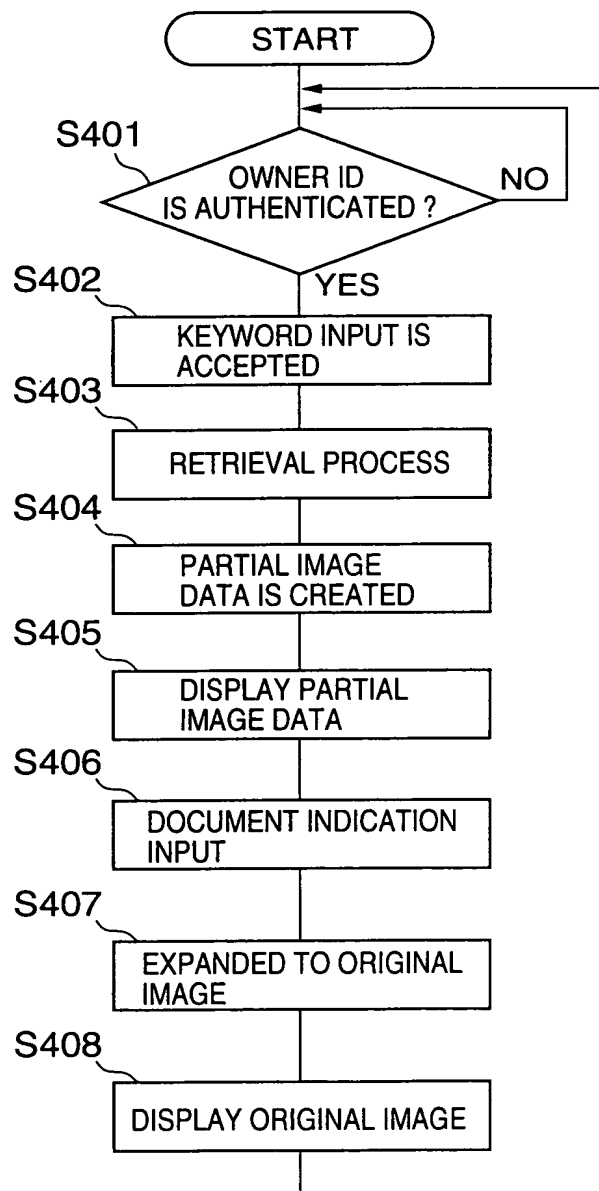 START
S401
OWNER ID
IS AUTHENTICATED ?
NO
YES
S402
KEYWORD INPUT IS
ACCEPTED
S403
RETRIEVAL PROCESS
S404
PARTIAL IMAGE
DATA IS CREATED
S405
DISPLAY PARTIAL
IMAGE DATA
S406
DOCUMENT INDICATION
INPUT
S407
EXPANDED TO ORIGINAL
IMAGE
S408
DISPLAY ORIGINAL IMAGE